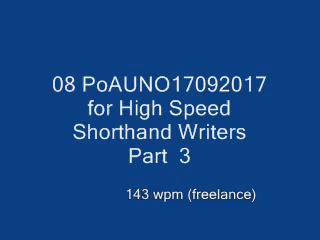 08 PoAUNO17092017
for High Speed
Shorthand Writers
Part 3
143 wpm (freelance)